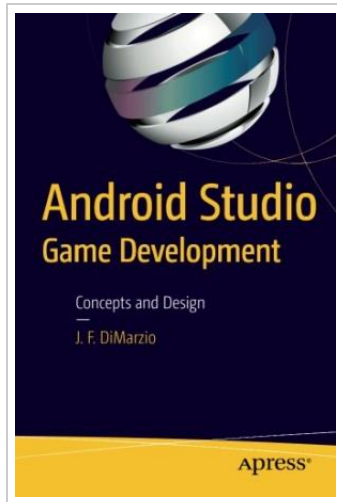 Android Studio
Game Development
Concepts and Design
J. F. DiMarzio
Apress®